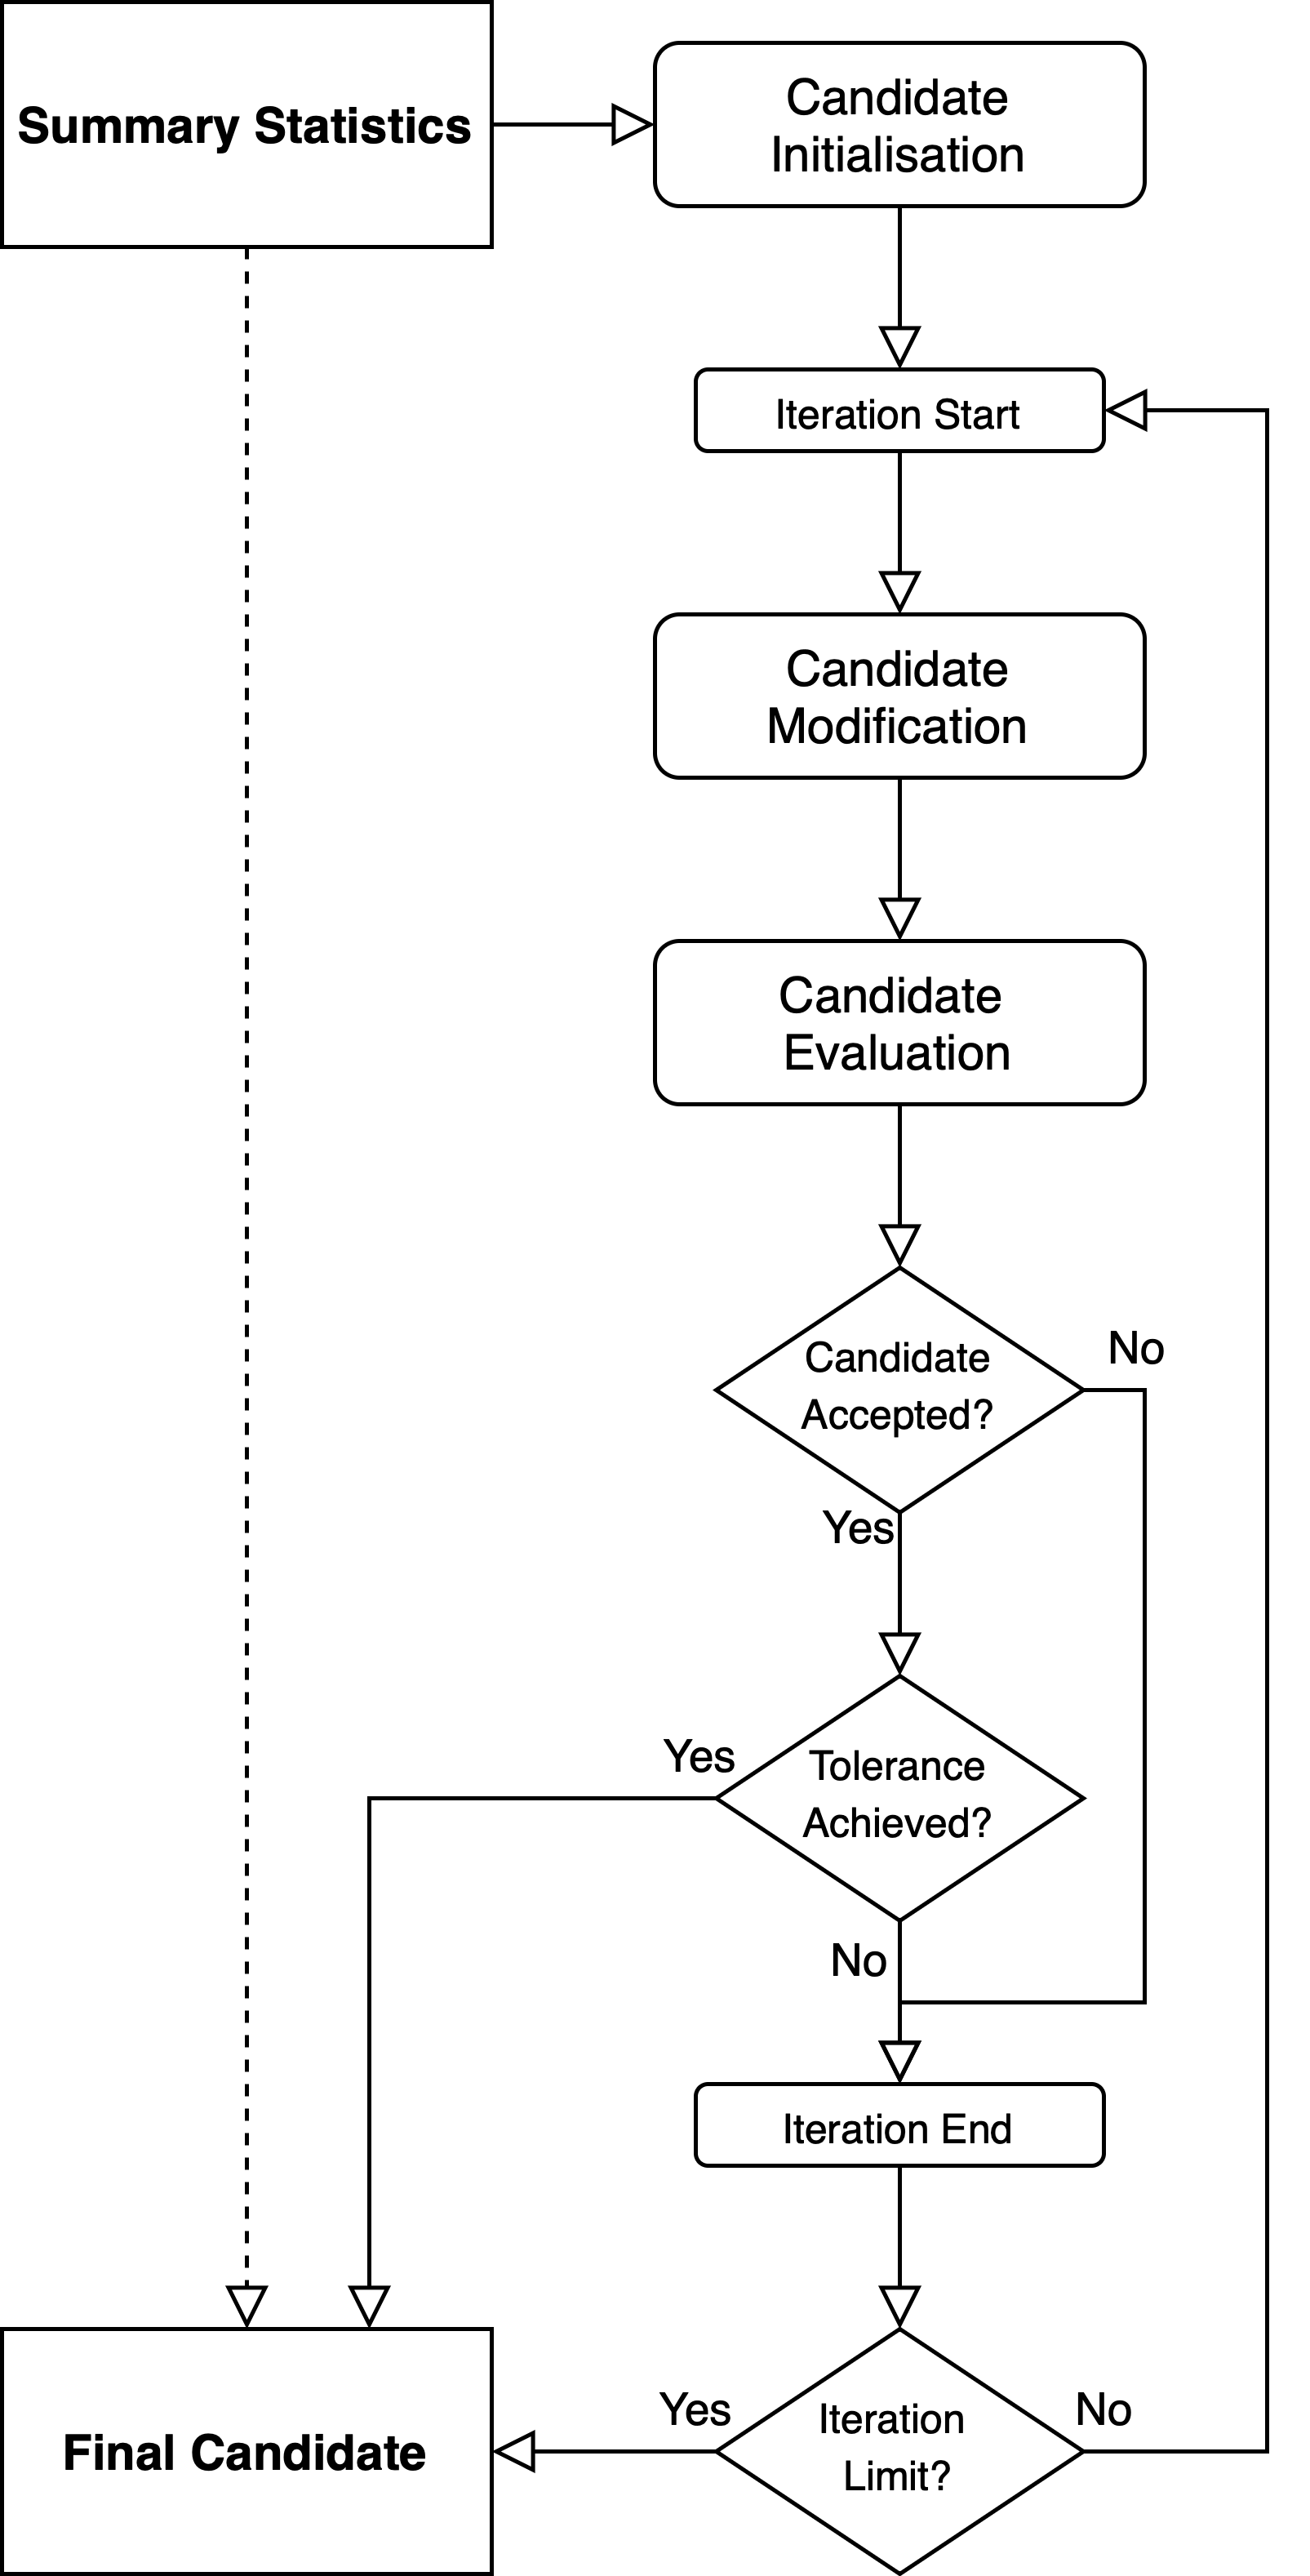 Summary Statistics
Candidate
Initialisation
Iteration Start
Candidate
Modification
Candidate
Evaluation
Candidate
Accepted?
No
Yes
Tolerance
Achieved?
Yes
No
Iteration End
Iteration
Limit?
Yes
No
Final Candidate